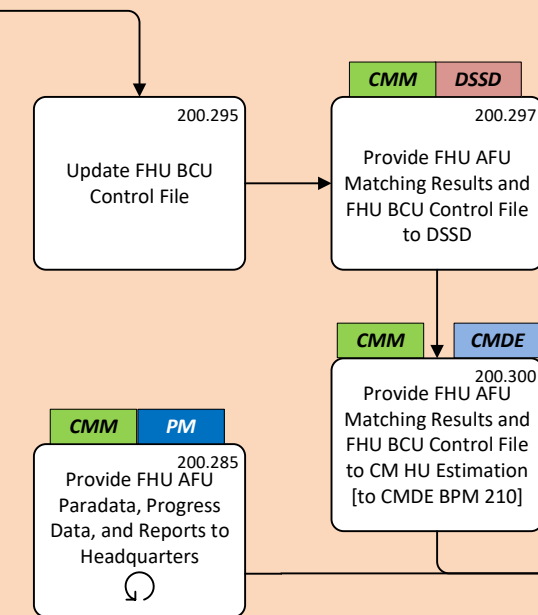 200.295
Update FHU BCU
Control File
CMM DSSD
200.297
Provide FHU AFU
Matching Results and
FHU BCU Control File
to DSSD
CMM CMDE
200.300
Provide FHU AFU
Matching Results and
FHU BCU Control File
to CM HU Estimation
[to CMDE BPM 210]
CMM PM
200.285
Provide FHU AFU
Paradata, Progress
Data, and Reports to
Headquarters